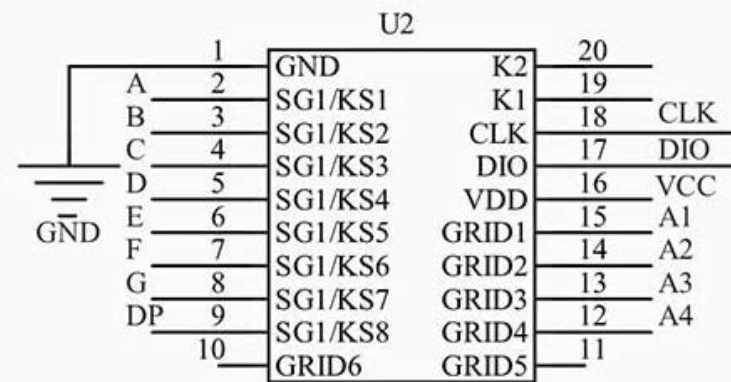 U2
1 GND K2 20
A 2 SG1/KS1 K1 19
B 3 SG1/KS2 CLK 18 CLK
C 4 SG1/KS3 DIO 17 DIO
D 5 SG1/KS4 VDD 16 VCC
E 6 SG1/KS5 GRID1 15 A1
F 7 SG1/KS6 GRID2 14 A2
G 8 SG1/KS7 GRID3 13 A3
DP 9 SG1/KS8 GRID4 12 A4
10 GRID6 GRID5 11
GND